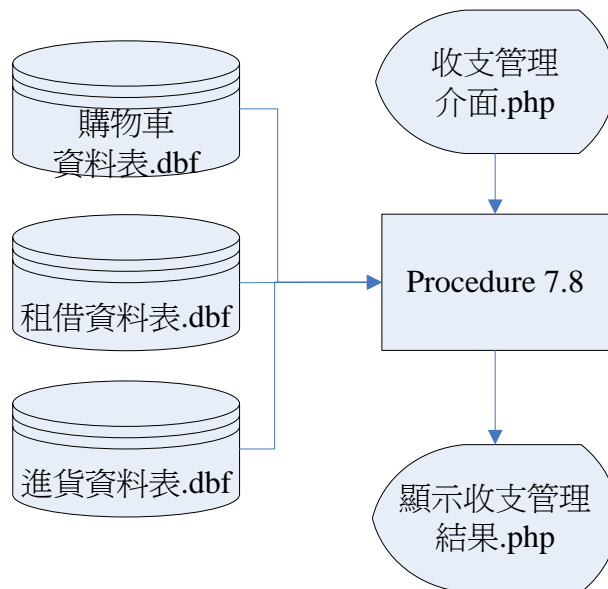 購物車
資料表.dbf
租借資料表.dbf
進貨資料表.dbf
收支管理
介面.php
Procedure 7.8
顯示收支管理
結果.php